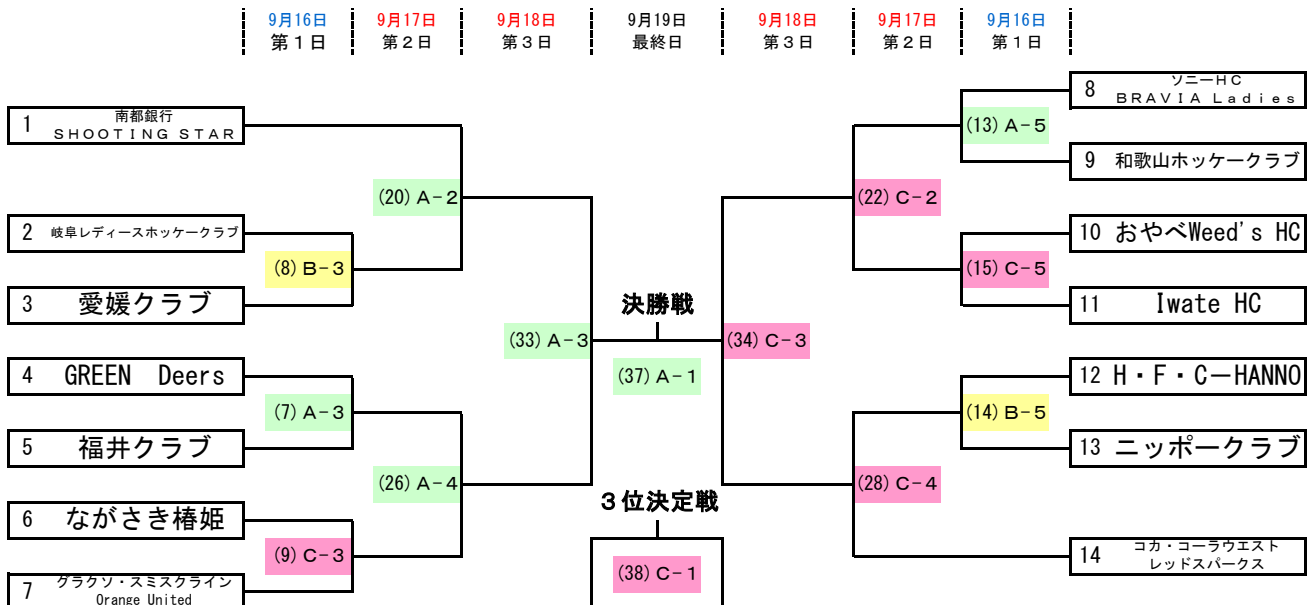 9月16日 9月17日 9月18日 9月19日 9月18日 9月17日 9月16日
第1日 第2日 第3日 最終日 第3日 第2日 第1日
1 南都銀行
SHOOTING STAR
2 岐阜レディースホッケークラブ
3 愛媛クラブ
4 GREEN Deers
5 福井クラブ
6 ながさき椿姫
7 グラクソ・スミスクライン
Orange United
(20) A-2
(8) B-3
(7) A-3
(26) A-4
(9) C-3
(33) A-3
決勝戦
(37) A-1
3位決定戦
(38) C-1
(34) C-3
(13) A-5
(22) C-2
(15) C-5
(14) B-5
(28) C-4
8 ソニーHC
BRAVIA Ladies
9 和歌山ホッケークラブ
10 おやべWeed's HC
11 Iwate HC
12 H・F・C－HANNO
13 ニッポークラブ
14 コカ・コーラウエスト
レッドスパークス